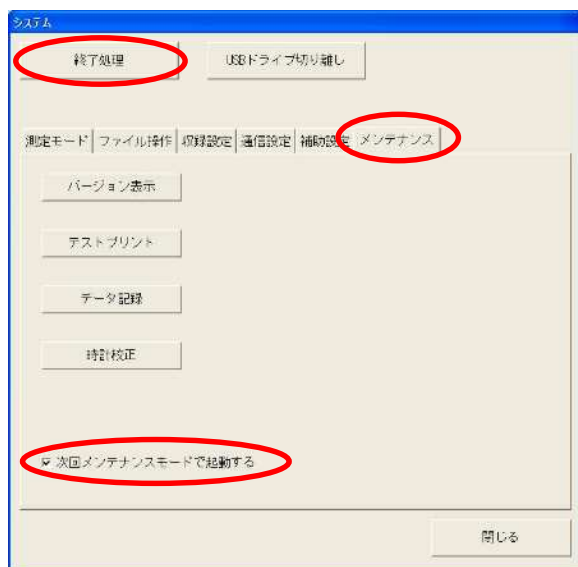 システム
終了処理 USBドライブ切り離し
測定モード ファイル操作 収録設定 通信設定 補助設定 メンテナンス
バージョン表示
テストプリント
データ記録
時計校正
次回メンテナンスモードで起動する
閉じる